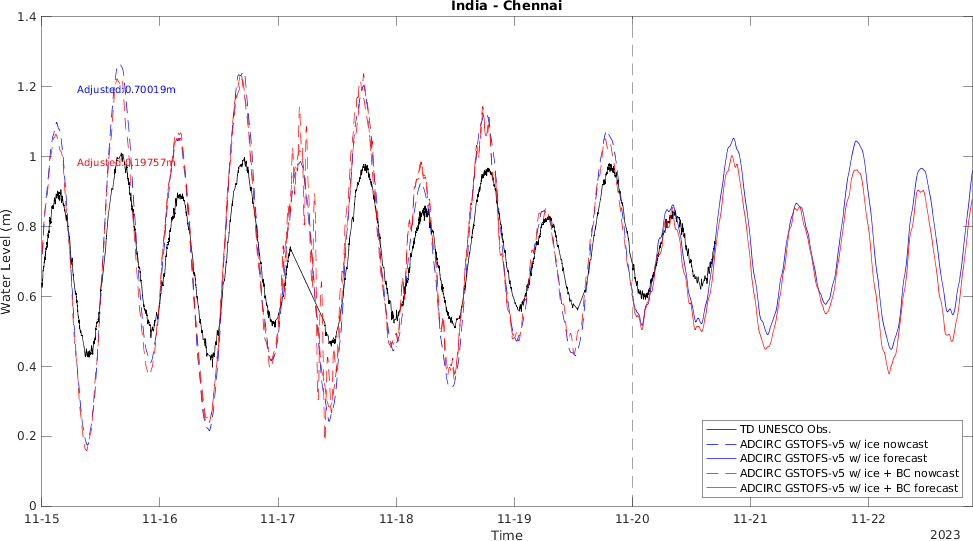 India - Chennai
1.4
1.2
1
0.8
0.6
0.4
0.2
0
Water Level (m)
Adjusted:0.70019m
Adjusted:0.19757m
TD UNESCO Obs.
ADCIRC GSTOFS-v5 w/ ice nowcast
ADCIRC GSTOFS-v5 w/ ice forecast
ADCIRC GSTOFS-v5 w/ ice + BC nowcast
ADCIRC GSTOFS-v5 w/ ice + BC forecast
11-15 11-16 11-17 11-18 11-19 11-20 11-21 11-22
Time
2023